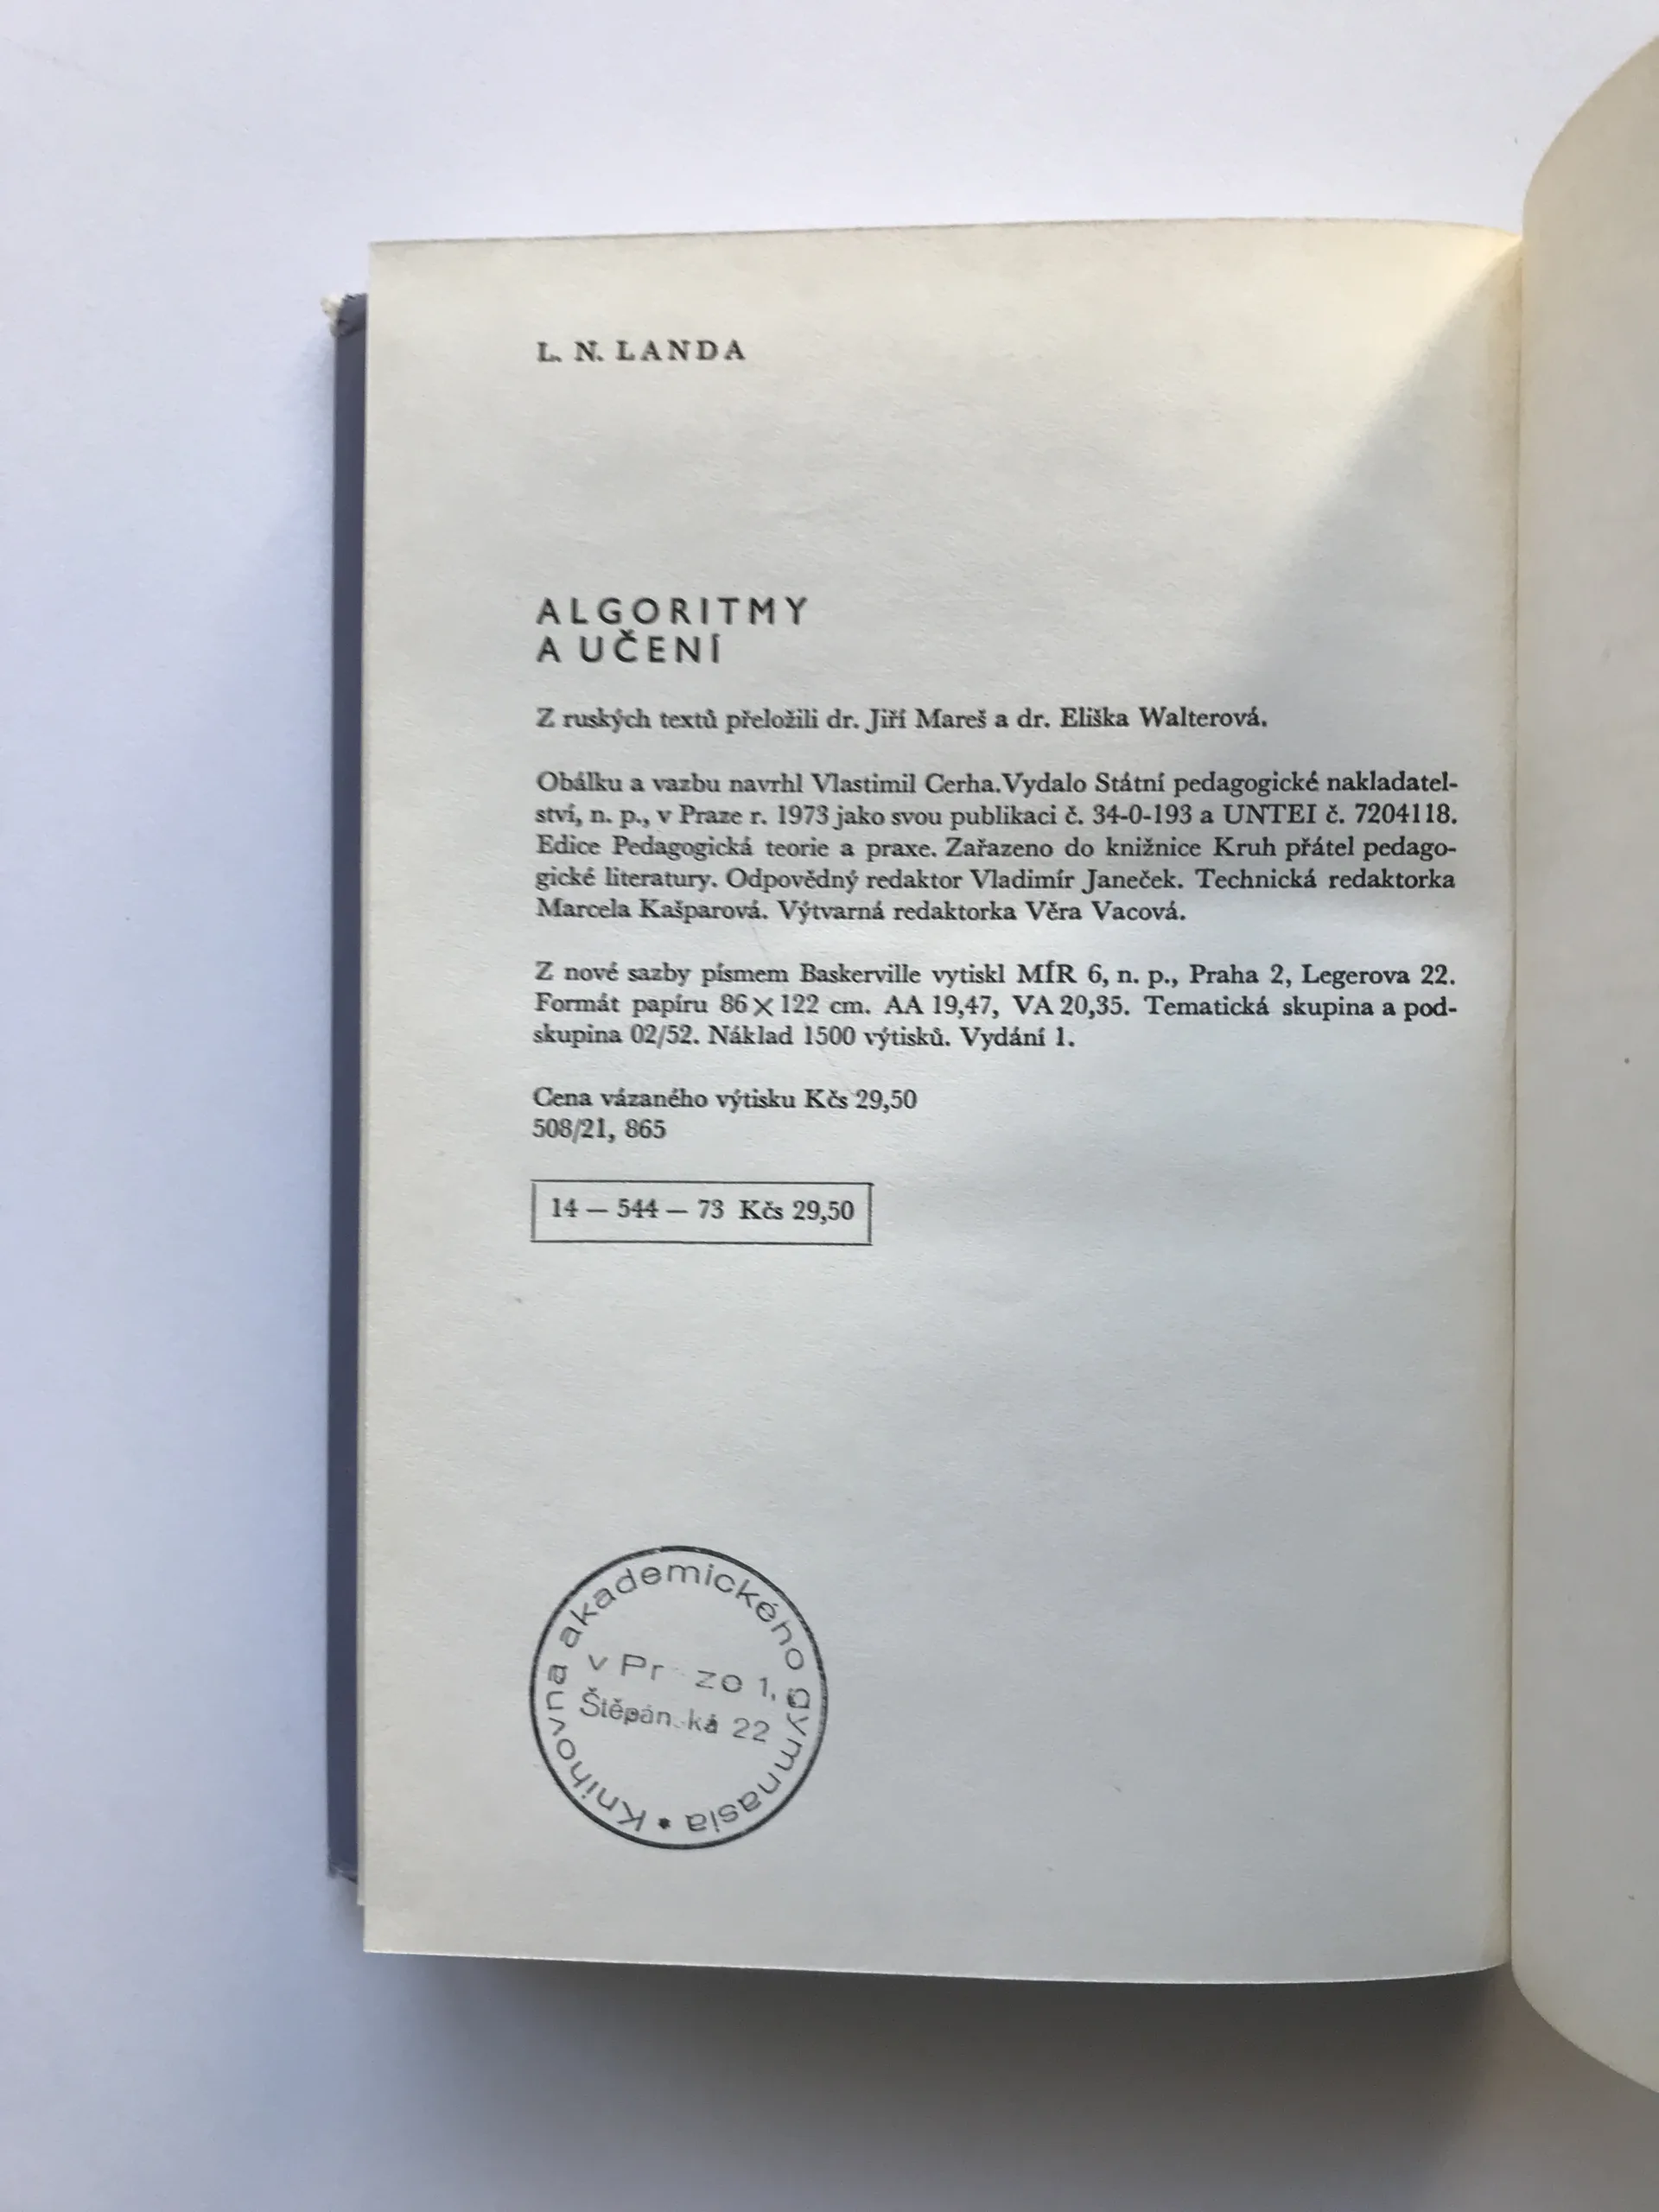 L. N. LANDA
ALGORITMY
A UČENÍ
Z ruských textů přeložili dr. Jiří Mareš a dr. Eliška Walterová.
Obálku a vazbu navrhl Vlastimil Cerha. Vydalo Státní pedagogické nakladatel-
ství, n. p., v Praze r. 1973 jako svou publikaci č. 34-0-193 a UNTEI č. 7204118.
Edice Pedagogická teorie a praxe. Zařazeno do knižnice Kruh přátel pedago-
gické literatury. Odpovědný redaktor Vladimír Janeček. Technická redaktorka
Marcela Kašparová. Výtvarná redaktorka Věra Vacová.
Z nové sazby písmem Baskerville vytiskl MÍR 6, n. p., Praha 2, Legerova 22.
Formát papíru 86 × 122 cm. AA 19,47, VA 20,35. Tematická skupina a pod-
skupina 02/52. Náklad 1500 výtisků. Vydání 1.
Cena vázaného výtisku Kčs 29,50
508/21, 865
14 — 544 — 73 Kčs 29,50
Knihovna akademického gymnasia
v 1,
22